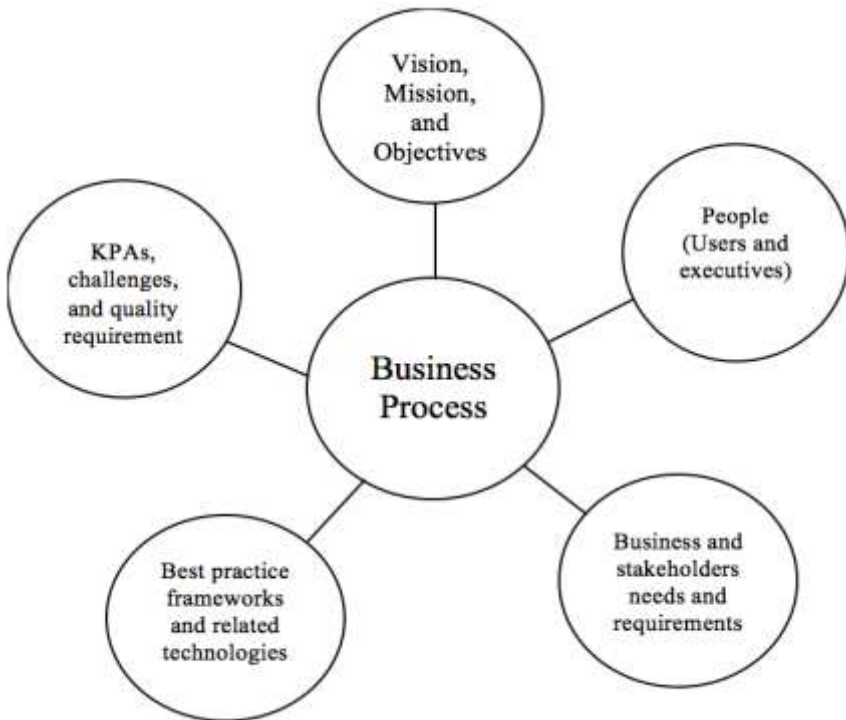 Vision,
Mission,
and
Objectives
People
(Users and
executives)
KPAs,
challenges,
and quality
requirement
Business
Process
Business and
stakeholders
needs and
requirements
Best practice
frameworks
and related
technologies